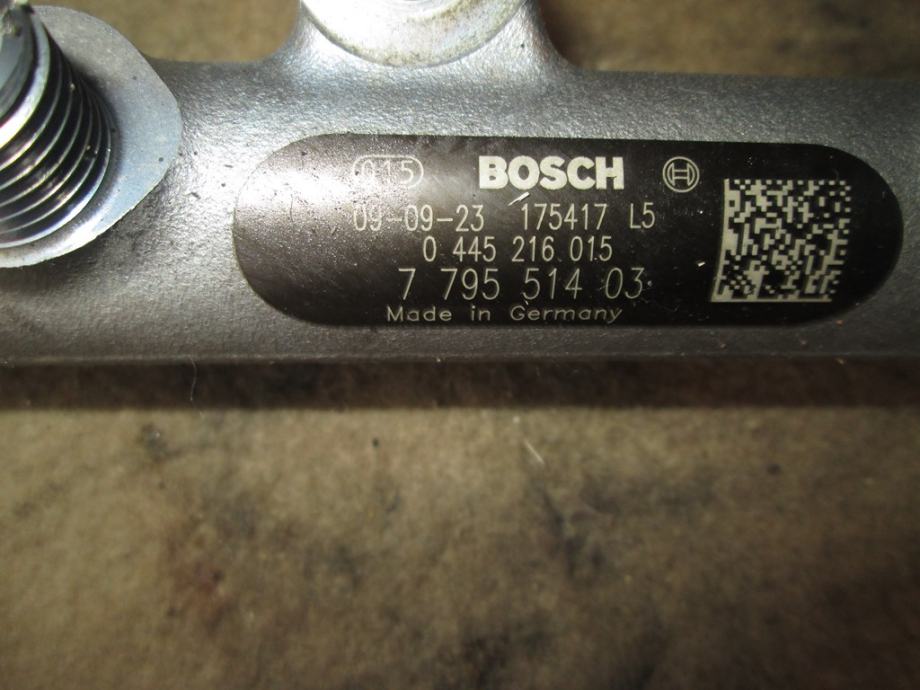 015 BOSCH
09-09-23 175417 L5
0 445 216 015
7 795 514 03
Made in Germany